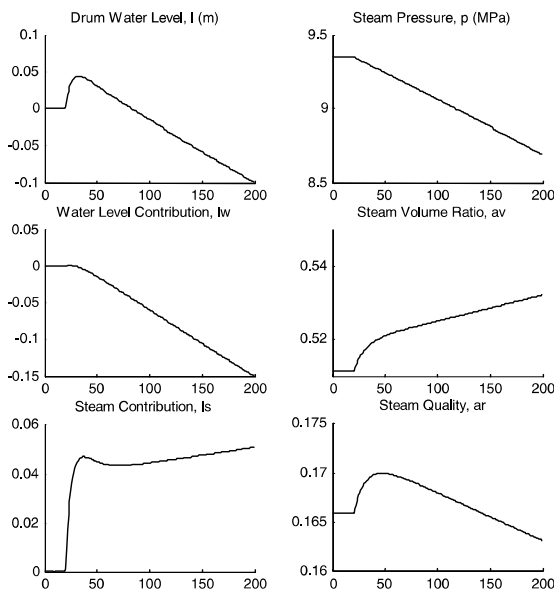 Drum Water Level, l (m)
0.1
0.05
0
-0.05
-0.1
0 50 100 150 200
Steam Pressure, p (MPa)
9.5
9
8.5
0 50 100 150 200
Water Level Contribution, lw
0.05
0
-0.05
-0.1
-0.15
0 50 100 150 200
Steam Volume Ratio, av
0.54
0.52
0 50 100 150 200
Steam Contribution, ls
0.06
0.04
0.02
0
0 50 100 150 200
Steam Quality, ar
0.175
0.17
0.165
0.16
0 50 100 150 200